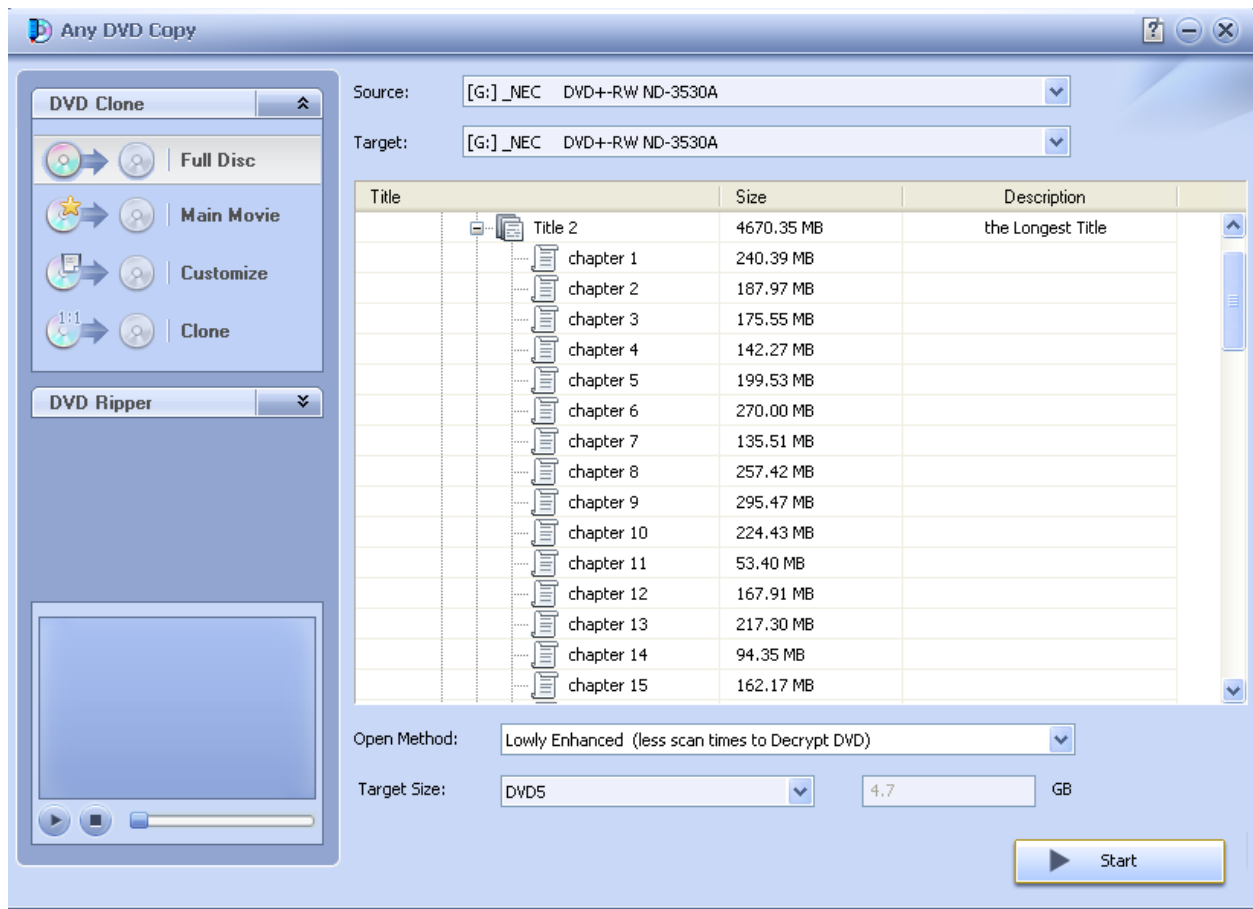 Any DVD Copy
DVD Clone
Full Disc
Main Movie
Customize
1:1
Clone
DVD Ripper
Source: [G:] _NEC DVD+-RW ND-3530A
Target: [G:] _NEC DVD+-RW ND-3530A
Title Size Description
Title 2 4670.35 MB the Longest Title
chapter 1 240.39 MB
chapter 2 187.97 MB
chapter 3 175.55 MB
chapter 4 142.27 MB
chapter 5 199.53 MB
chapter 6 270.00 MB
chapter 7 135.51 MB
chapter 8 257.42 MB
chapter 9 295.47 MB
chapter 10 224.43 MB
chapter 11 53.40 MB
chapter 12 167.91 MB
chapter 13 217.30 MB
chapter 14 94.35 MB
chapter 15 162.17 MB
Open Method: Lowly Enhanced (less scan times to Decrypt DVD)
Target Size: DVD5 4.7 GB
Start